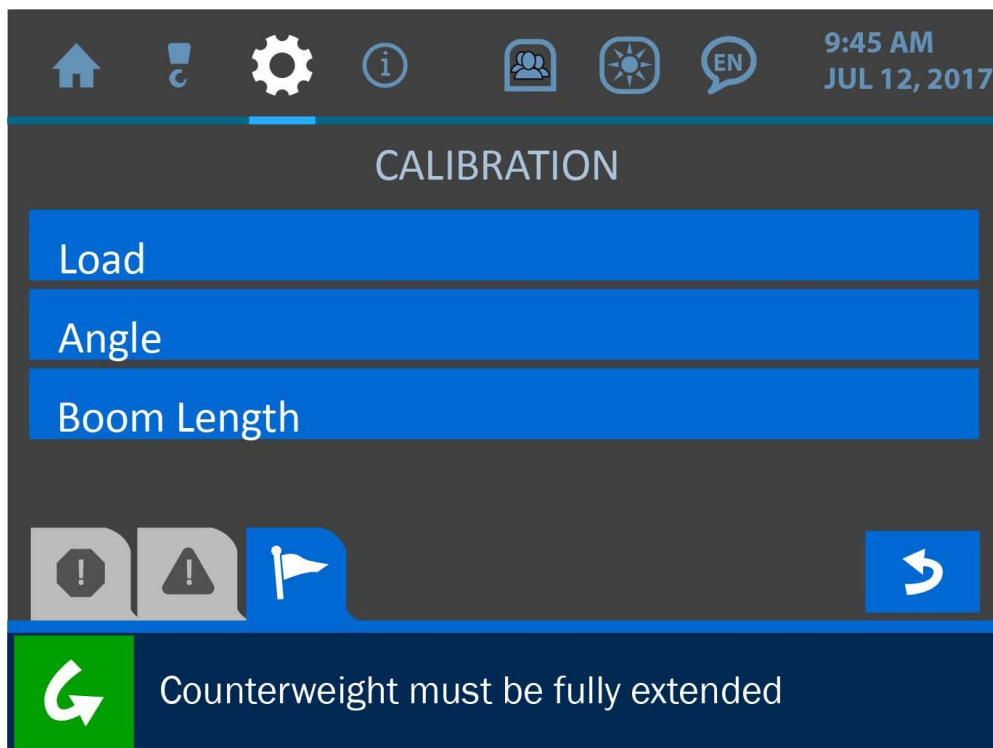 i
EN
9:45 AM
JUL 12, 2017
CALIBRATION
Load
Angle
Boom Length
! !
Counterweight must be fully extended